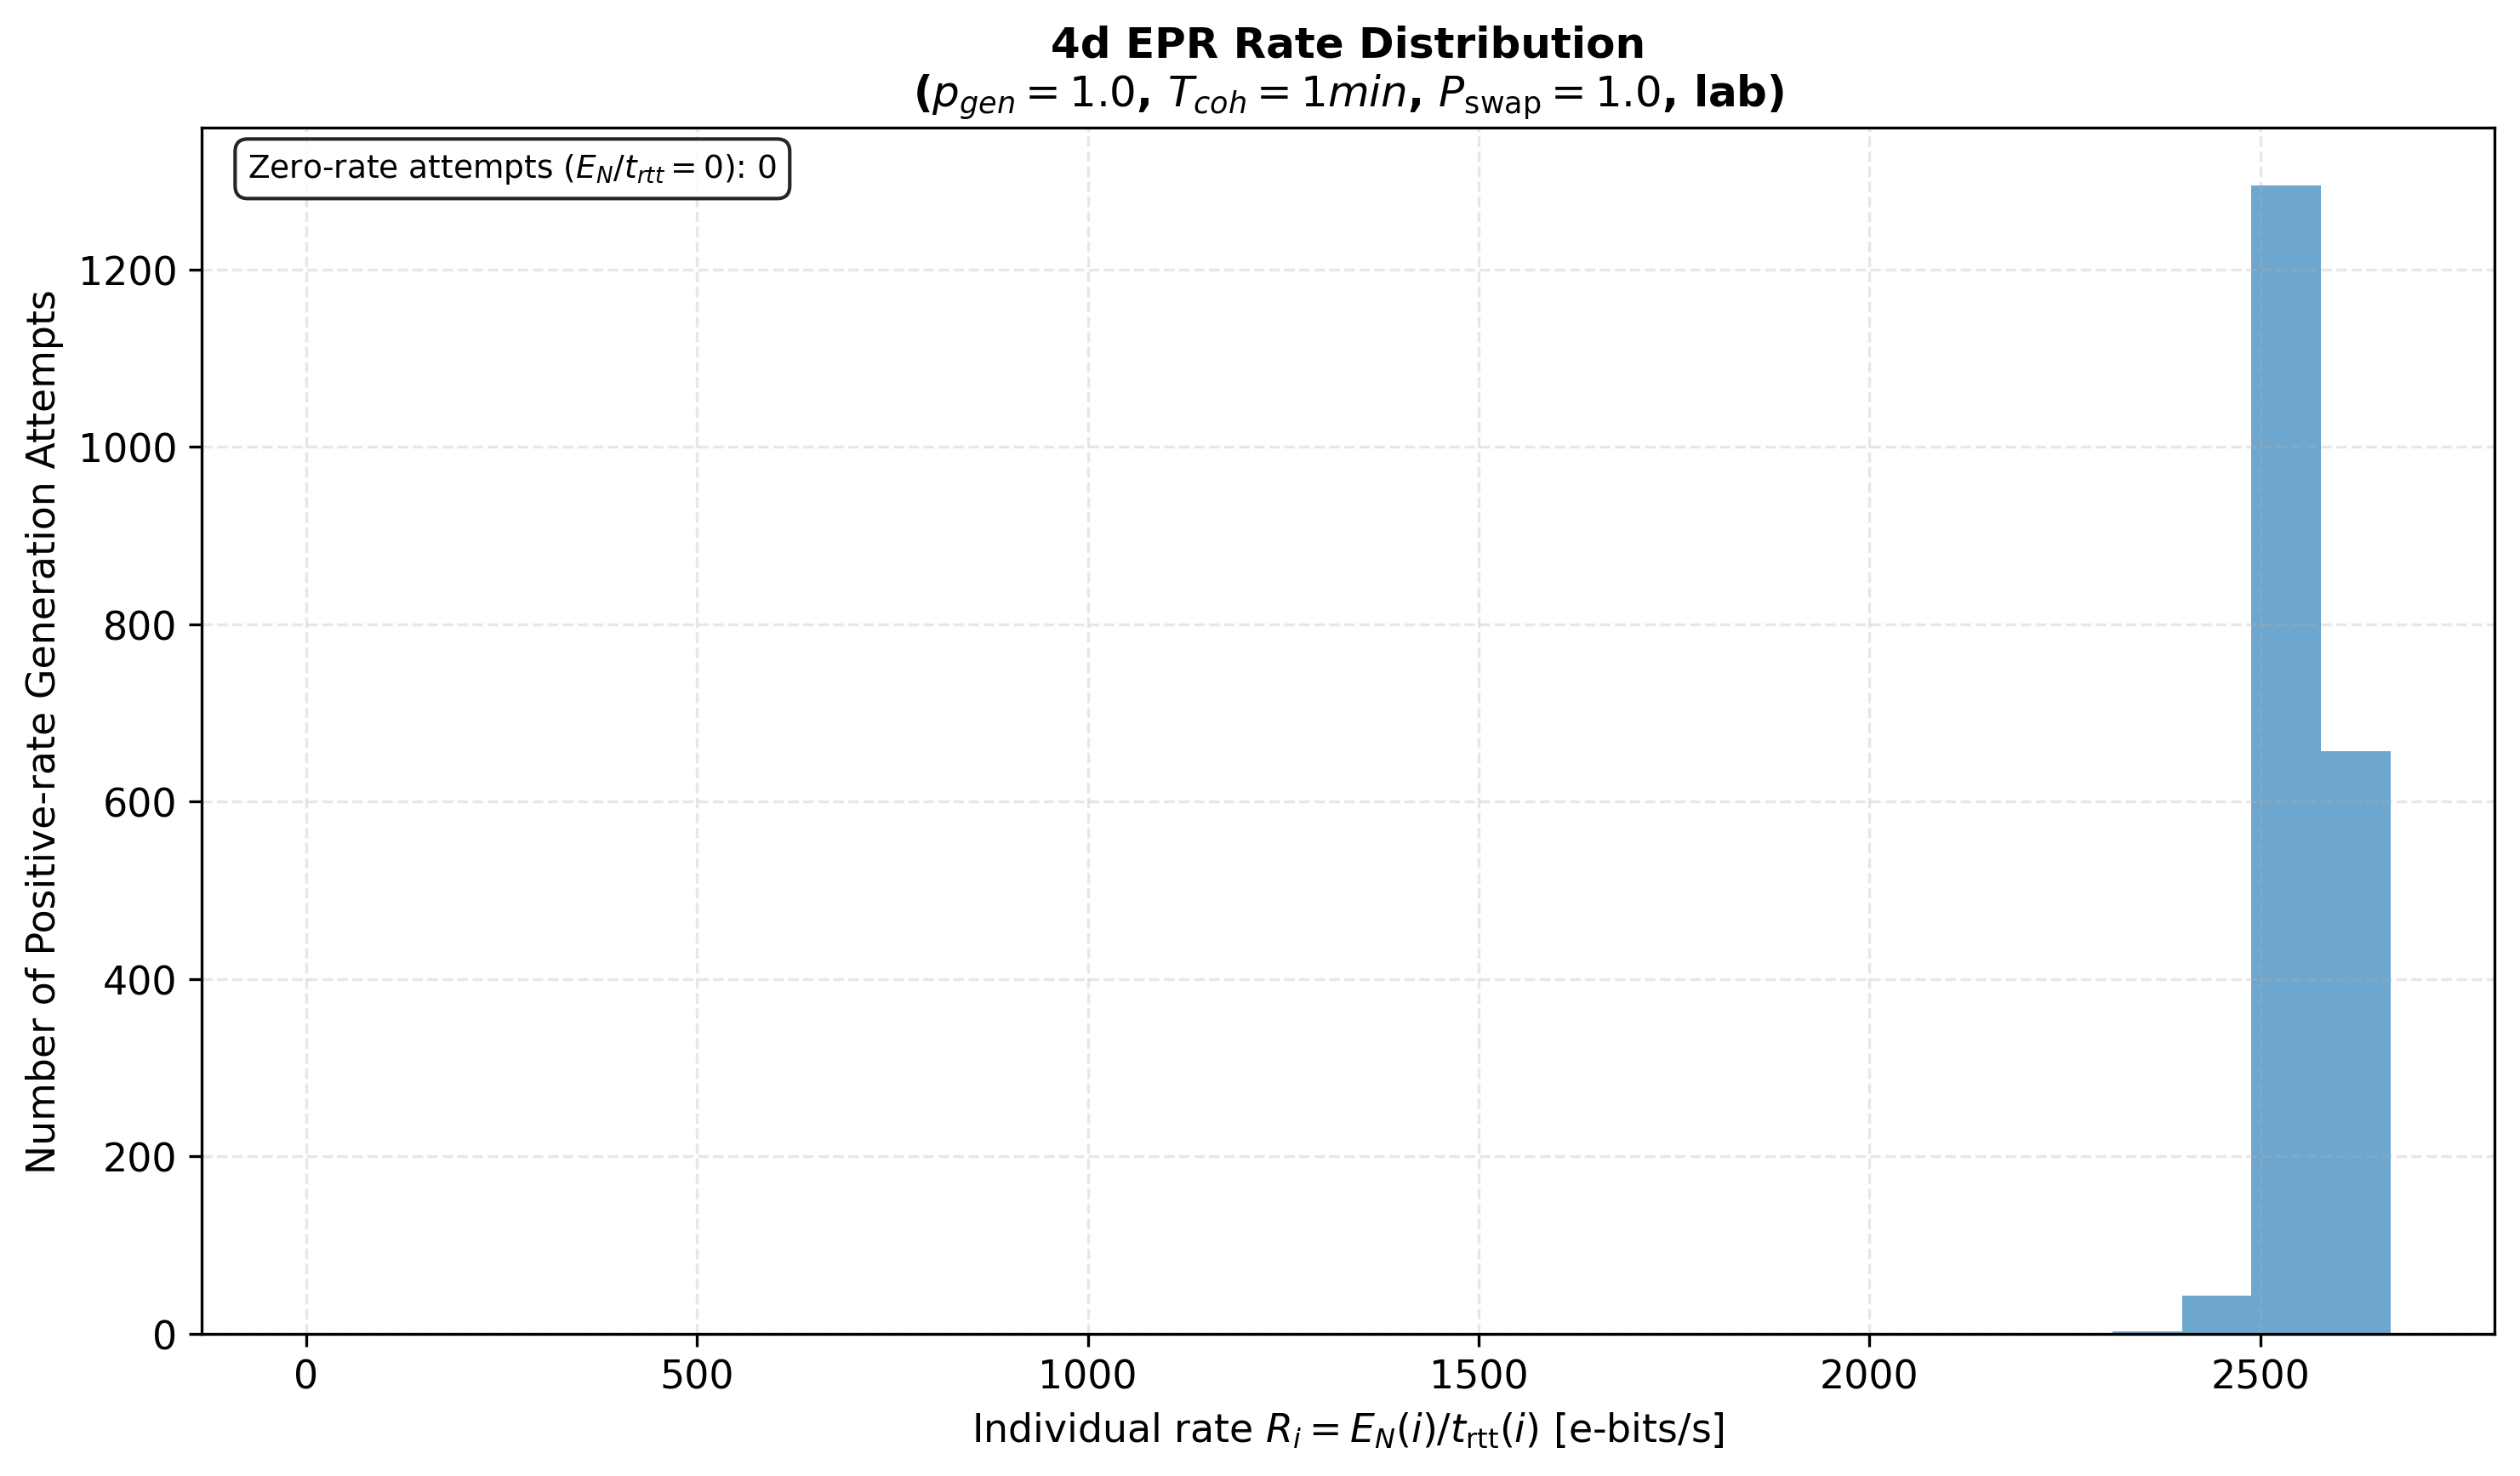 4d EPR Rate Distribution
(p_gen = 1.0, T_coh = 1min, P_swap = 1.0, lab)
Zero-rate attempts (E_N/t_rtt = 0): 0
Number of Positive-rate Generation Attempts
1200
1000
800
600
400
200
0
0 500 1000 1500 2000 2500
Individual rate R_i = E_N(i)/t_rtt(i) [e-bits/s]